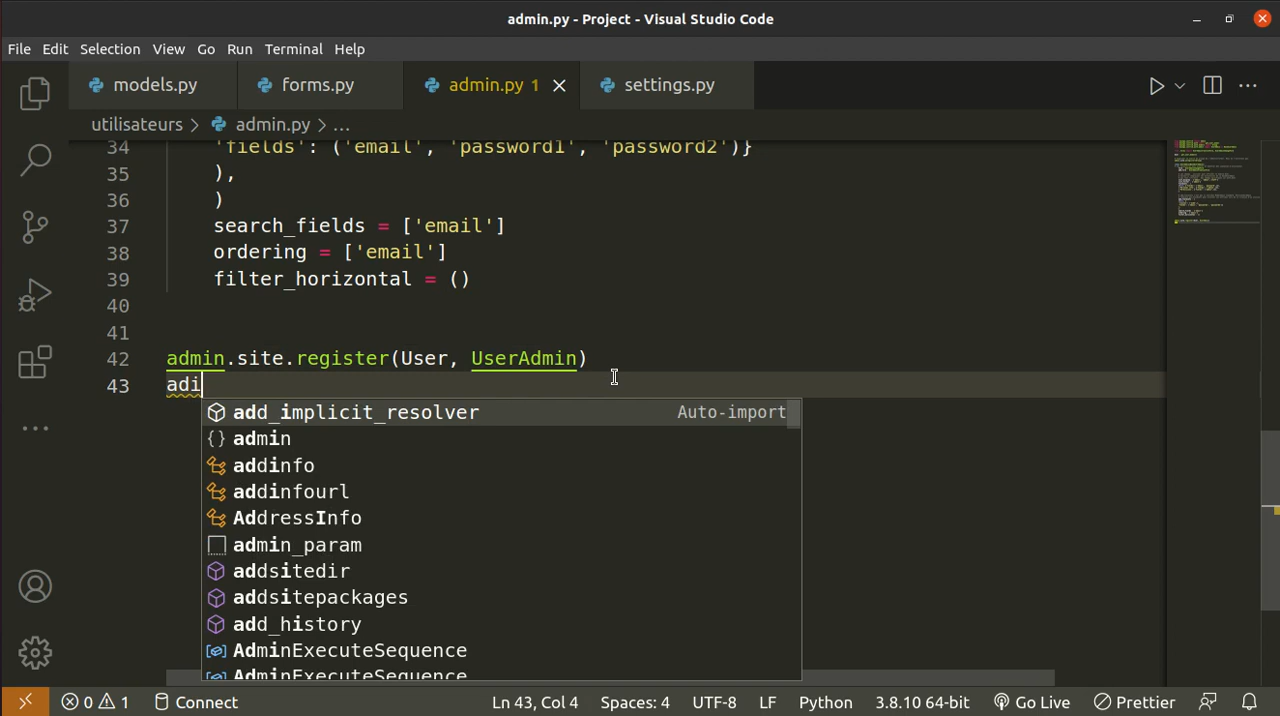 admin.py - Project - Visual Studio Code
File Edit Selection View Go Run Terminal Help
models.py forms.py admin.py 1 settings.py
utilisateurs > admin.py > ...
34 'fields': ('email', 'password1', 'password2')}
35 ),
36 )
37 search_fields = ['email']
38 ordering = ['email']
39 filter_horizontal = ()
40
41
42 admin.site.register(User, UserAdmin)
43 adi
add_implicit_resolver Auto-import
admin
addinfo
addinfourl
AddressInfo
admin_param
addsitedir
addsitepackages
add_history
AdminExecuteSequence
AdminExecuteSequence
0 1 Connect Ln 43, Col 4 Spaces: 4 UTF-8 LF Python 3.8.10 64-bit Go Live Prettier